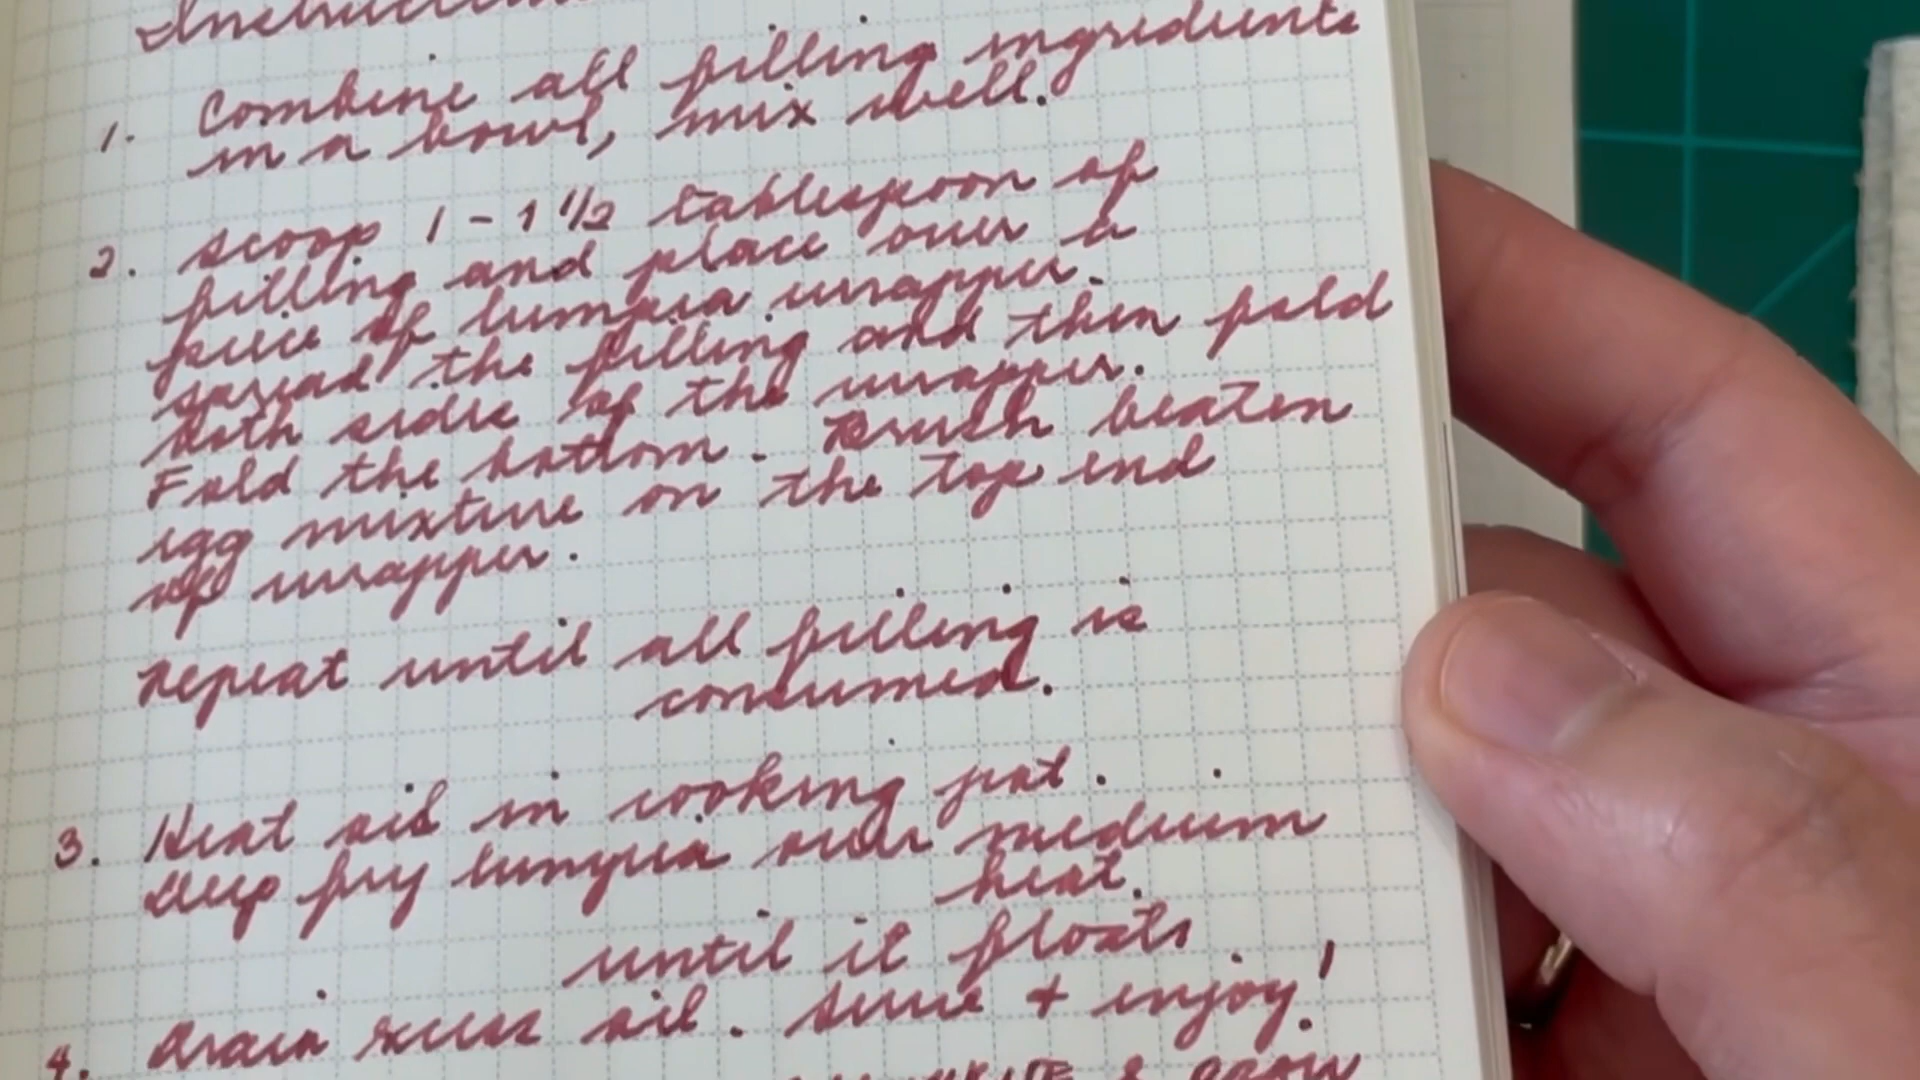 Instructions
1. Combine all filling ingredients
in a bowl, mix well.
2. scoop 1 - 1 1/2 tablespoon of
filling and place over a
piece of lumpia wrapper.
spread the filling and then fold
both sides of the wrapper.
Fold the bottom. Brush beaten
egg mixture on the top end
of wrapper.
Repeat until all filling is
consumed.
3. Heat oil in cooking pot.
Deep fry lumpia over medium
heat.
until it floats
4. Drain excess oil. Serve + enjoy!
& grow